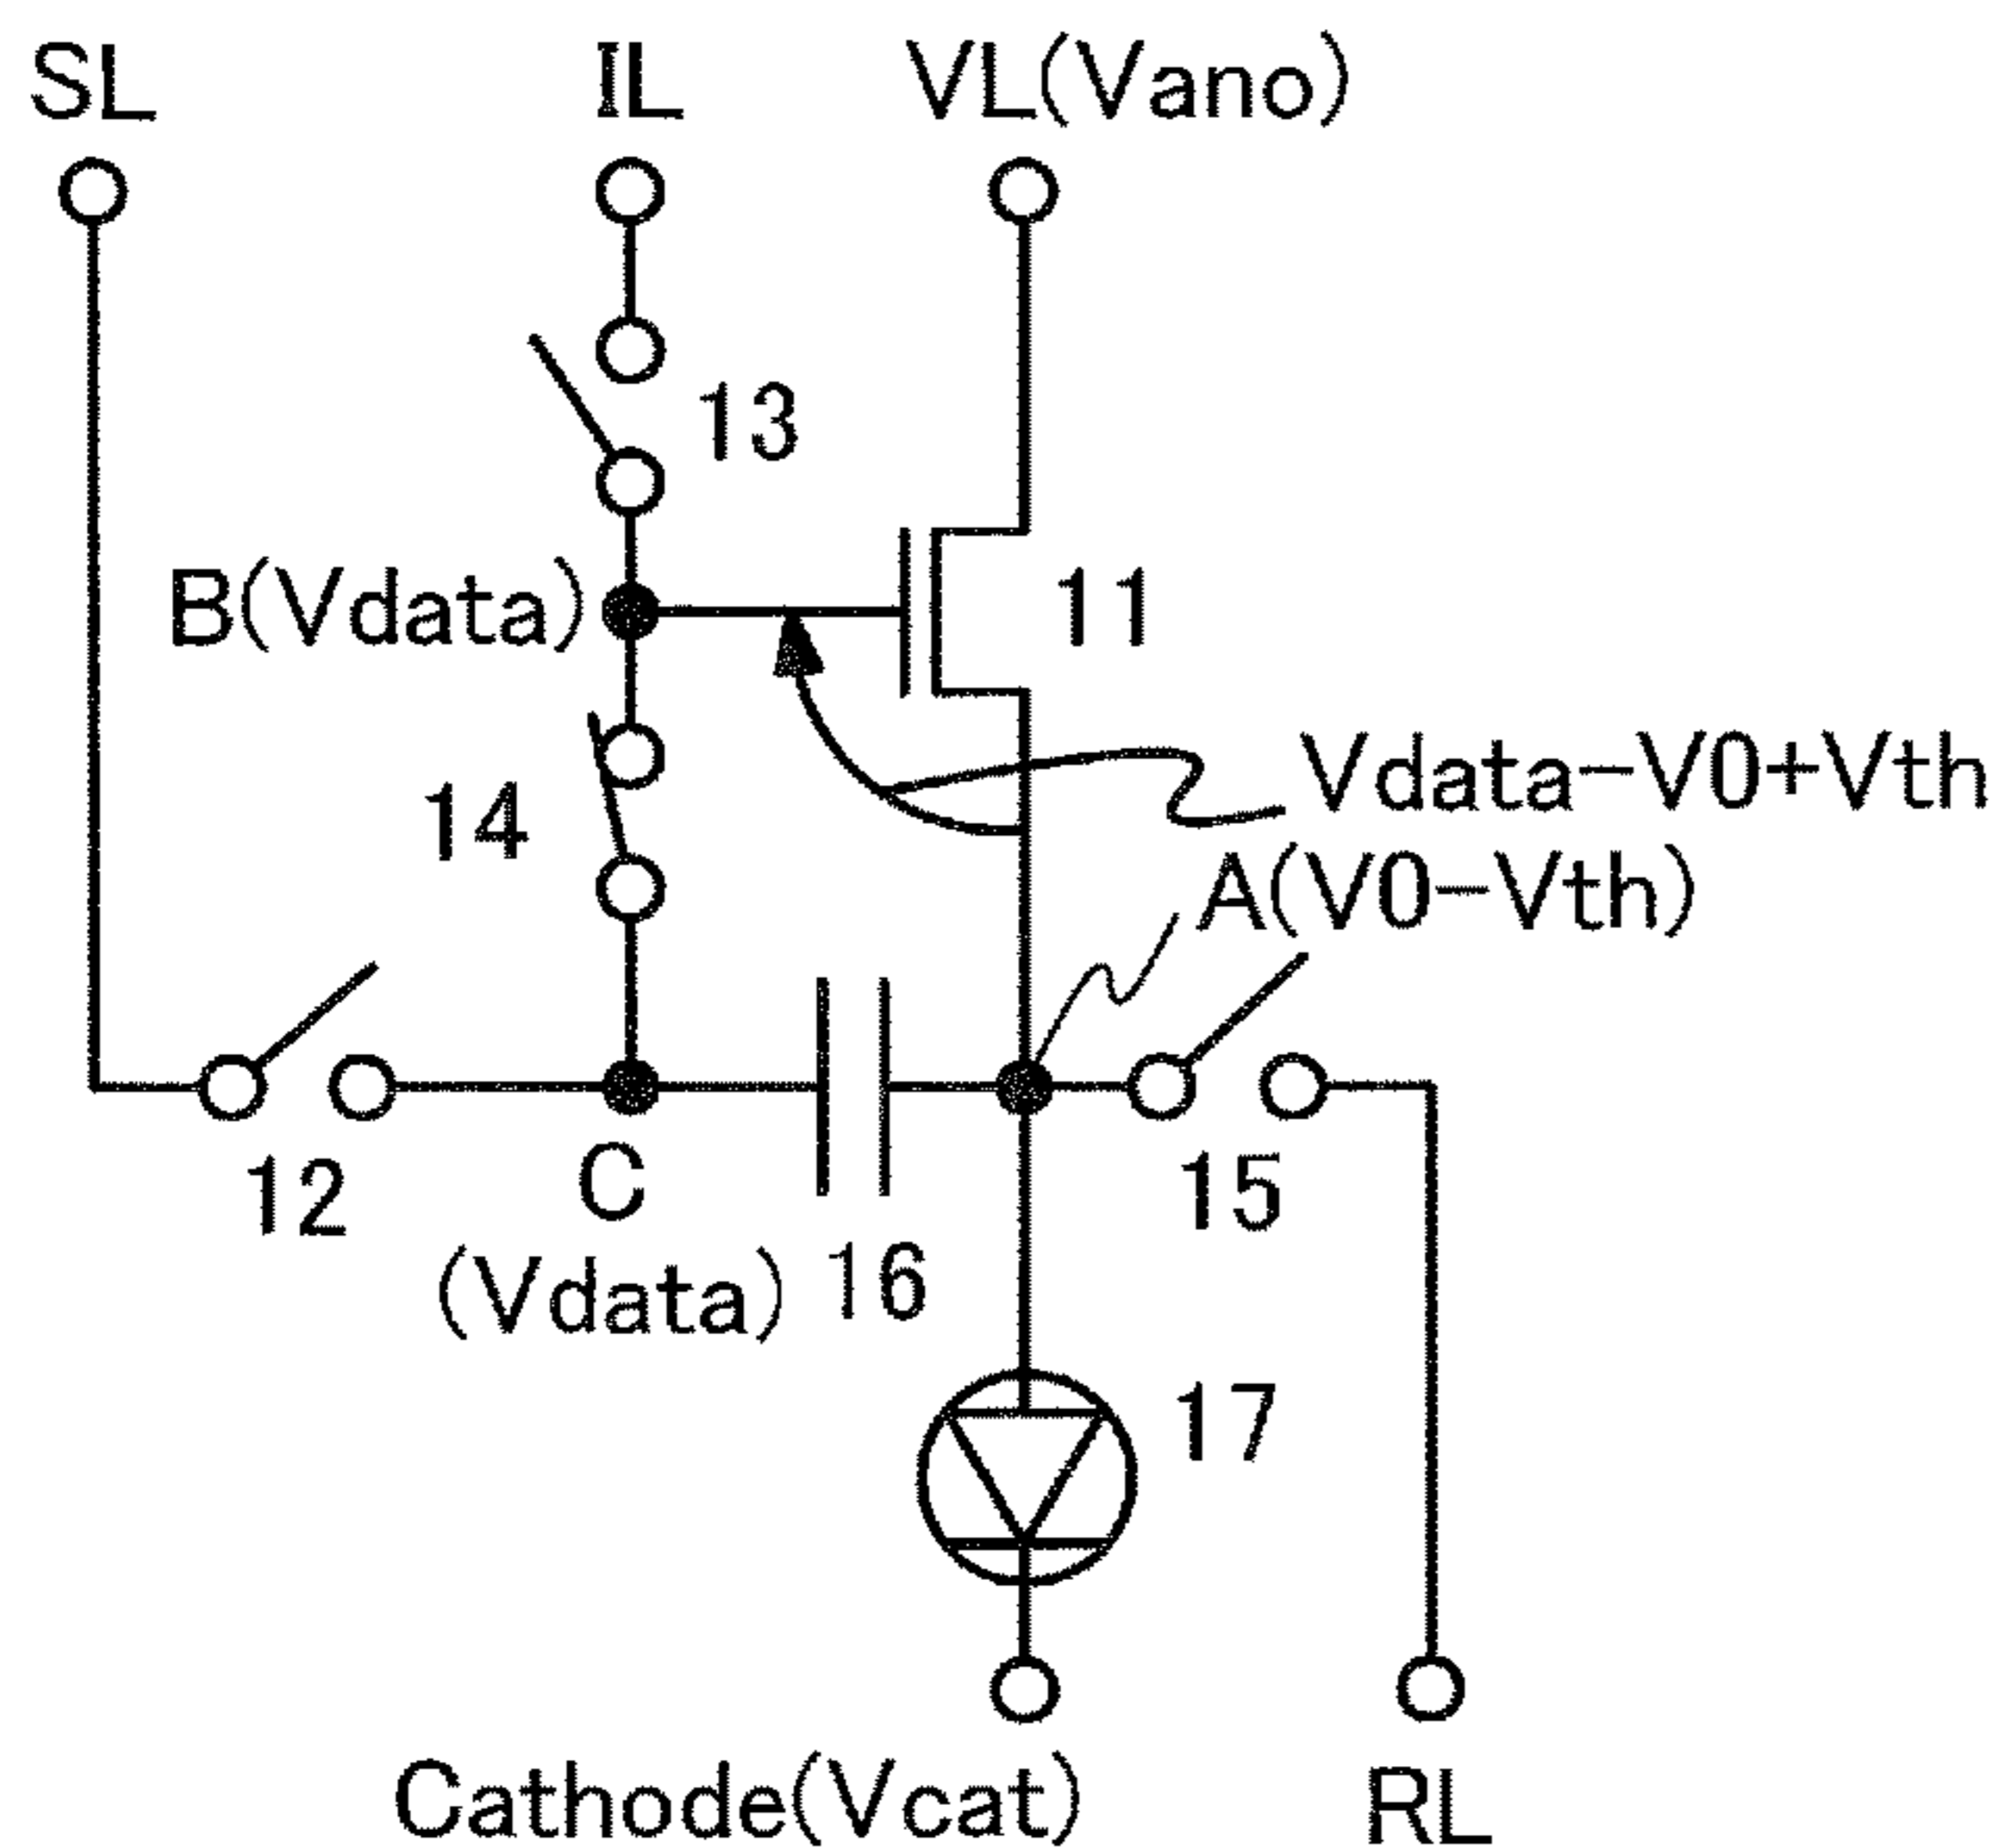 SL
IL
VL(Vano)
13
B(Vdata)
11
14
Vdata-V0+Vth
A(V0-Vth)
12
C
(Vdata)
16
15
17
Cathode(Vcat)
RL